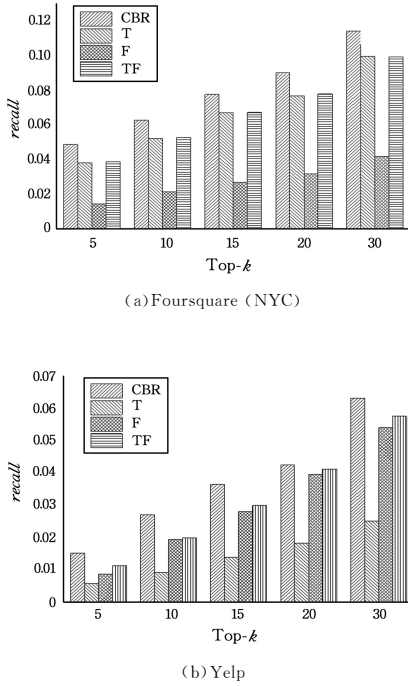 0.12
0.10
0.08
0.06
0.04
0.02
0
recall
CBR
T
F
TF
5 10 15 20 30
Top-k
(a)Foursquare (NYC)
0.07
0.06
0.05
0.04
0.03
0.02
0.01
0
recall
CBR
T
F
TF
5 10 15 20 30
Top-k
(b)Yelp